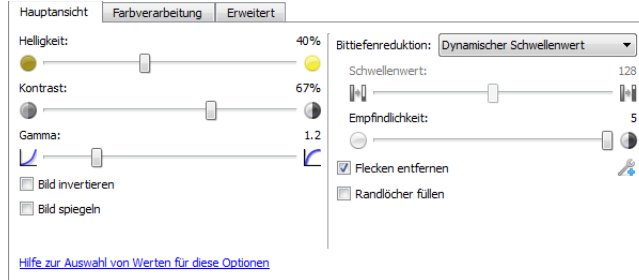 Hauptansicht Farbverarbeitung Erweitert
Helligkeit: 40%
Kontrast: 67%
Gamma: 1.2
Bild invertieren
Bild spiegeln
Hilfe zur Auswahl von Werten für diese Optionen
Bittiefenreduktion: Dynamischer Schwellenwert
Schwellenwert: 128
Empfindlichkeit: 5
Flecken entfernen
Randlöcher füllen